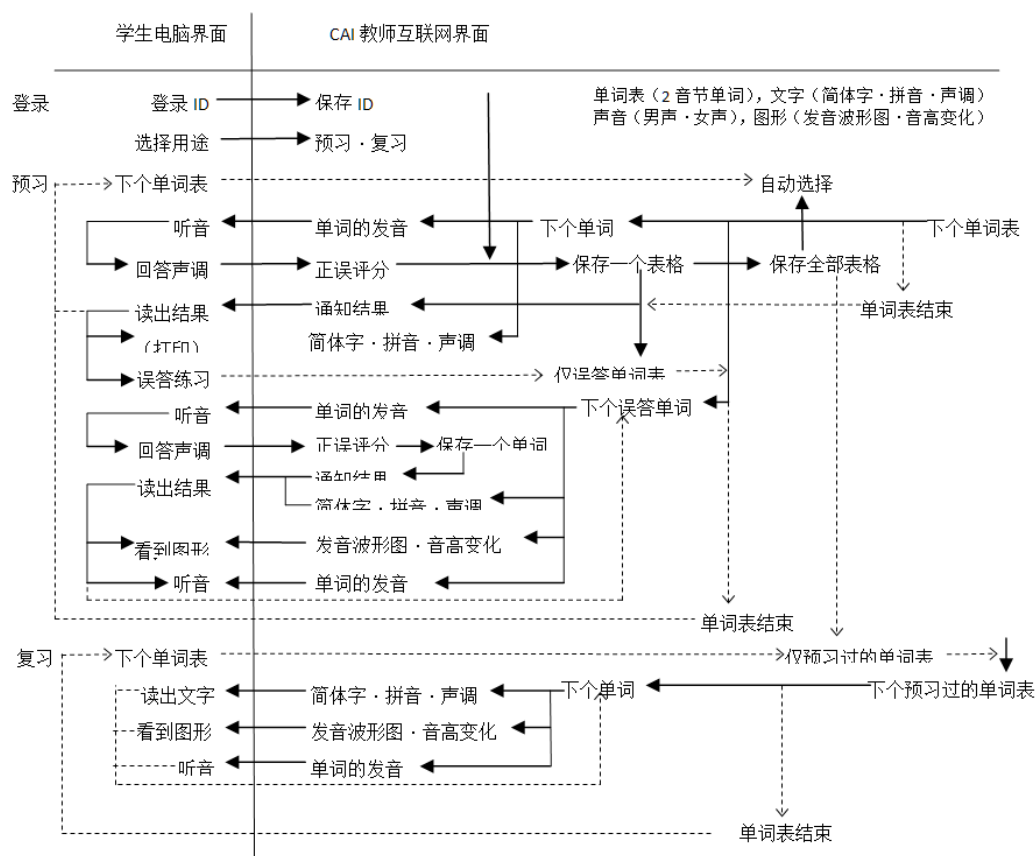 学生电脑界面 CAI 教师互联网界面
登录 登录 ID 保存 ID 单词表（2 音节单词），文字（简体字·拼音·声调）
声音（男声·女声），图形（发音波形图·音高变化）
选择用途 预习·复习
预习 下个单词表 自动选择
听音 单词的发音 下个单词 下个单词表
回答声调 正误评分 保存一个表格 保存全部表格
读出结果 通知结果 单词表结束
（打印） 简体字·拼音·声调
误答练习 仅误答单词表
听音 单词的发音 下个误答单词
回答声调 正误评分 保存一个单词
读出结果 通知结果
简体字·拼音·声调
看到图形 发音波形图·音高变化
听音 单词的发音
单词表结束
复习 下个单词表 仅预习过的单词表
读出文字 简体字·拼音·声调 下个单词 下个预习过的单词表
看到图形 发音波形图·音高变化
听音 单词的发音
单词表结束